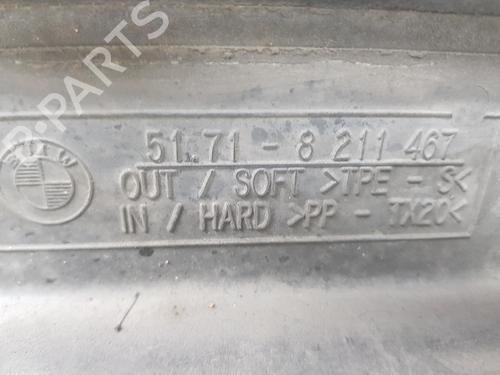 B-PARTS
BMW
51.71 - 8 211 467
OUT / SOFT >TPE - S<
IN / HARD >PP - TX20<